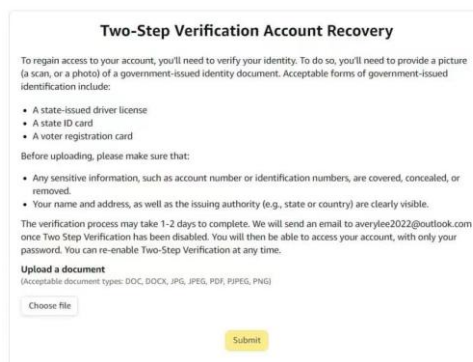 Two-Step Verification Account Recovery
To regain access to your account, you'll need to verify your identity. To do so, you'll need to provide a picture
(a scan, or a photo) of a government-issued identity document. Acceptable forms of government-issued
identification include:
• A state-issued driver license
• A state ID card
• A voter registration card
Before uploading, please make sure that:
• Any sensitive information, such as account number or identification numbers, are covered, concealed, or
removed.
• Your name and address, as well as the issuing authority (e.g., state or country) are clearly visible.
The verification process may take 1-2 days to complete. We will send an email to averylee2022@outlook.com
once Two Step Verification has been disabled. You will then be able to access your account, with only your
password. You can re-enable Two-Step Verification at any time.
Upload a document
(Acceptable document types: DOC, DOCX, JPG, JPEG, PDF, PJPEG, PNG)
Choose file
Submit